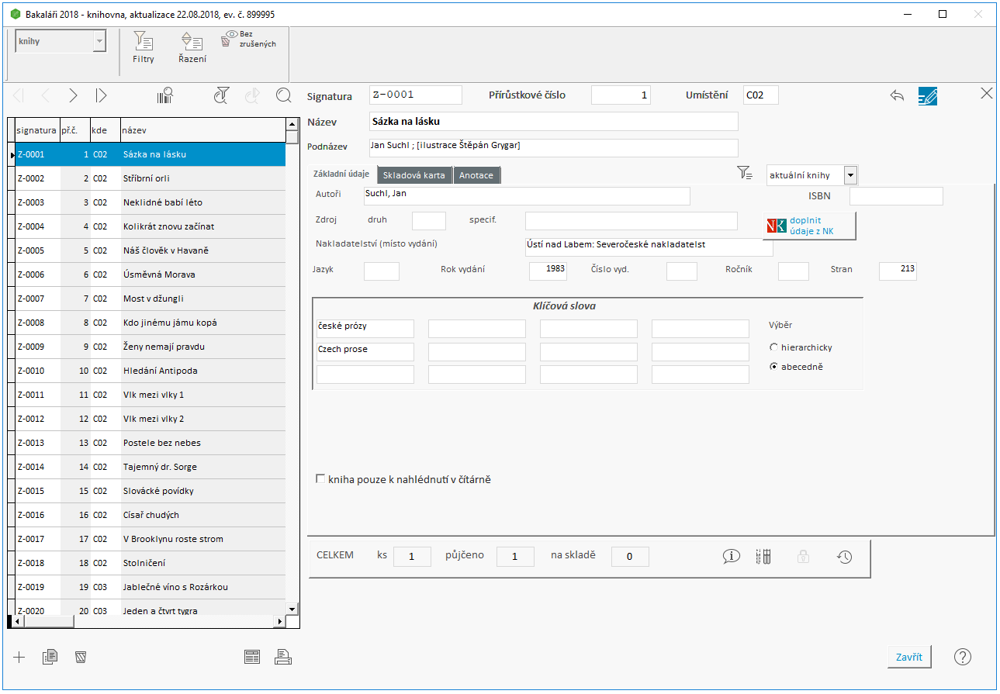 Bakaláři 2018 - knihovna, aktualizace 22.08.2018, ev. č. 899995
knihy
Filtry
Řazení
Bez
zrušených
Signatura Z-0001 Přírůstkové číslo 1 Umístění C02
Název Sázka na lásku
Podnázev Jan Suchl ; [ilustrace Štěpán Grygar]
signatura př.č. kde název
Z-0001 1 C02 Sázka na lásku
Z-0002 2 C02 Stříbrní orli
Z-0003 3 C02 Neklidné babí léto
Z-0004 4 C02 Kolikrát znovu začínat
Z-0005 5 C02 Náš člověk v Havaně
Z-0006 6 C02 Úsměvná Morava
Z-0007 7 C02 Most v džungli
Z-0008 8 C02 Kdo jinému jámu kopá
Z-0009 9 C02 Ženy nemají pravdu
Z-0010 10 C02 Hledání Antipoda
Z-0011 11 C02 Vlk mezi vlky 1
Z-0012 12 C02 Vlk mezi vlky 2
Z-0013 13 C02 Postele bez nebes
Z-0014 14 C02 Tajemný dr. Sorge
Z-0015 15 C02 Slovácké povídky
Z-0016 16 C02 Císař chudých
Z-0017 17 C02 V Brooklynu roste strom
Z-0018 18 C02 Stolničení
Z-0019 19 C03 Jablečné víno s Rozárkou
Z-0020 20 C03 Jeden a čtvrt tygra
Základní údaje Skladová karta Anotace aktuální knihy
Autoři Suchl, Jan ISBN
Zdroj druh specif.
NK doplnit
údaje z NK
Nakladatelství (místo vydání) Ústí nad Labem: Severočeské nakladatelst
Jazyk Rok vydání 1983 Číslo vyd. Ročník Stran 213
Klíčová slova
české prózy
Czech prose
Výběr
hierarchicky
abecedně
kniha pouze k nahlédnutí v čítárně
CELKEM ks 1 půjčeno 1 na skladě 0
Zavřít